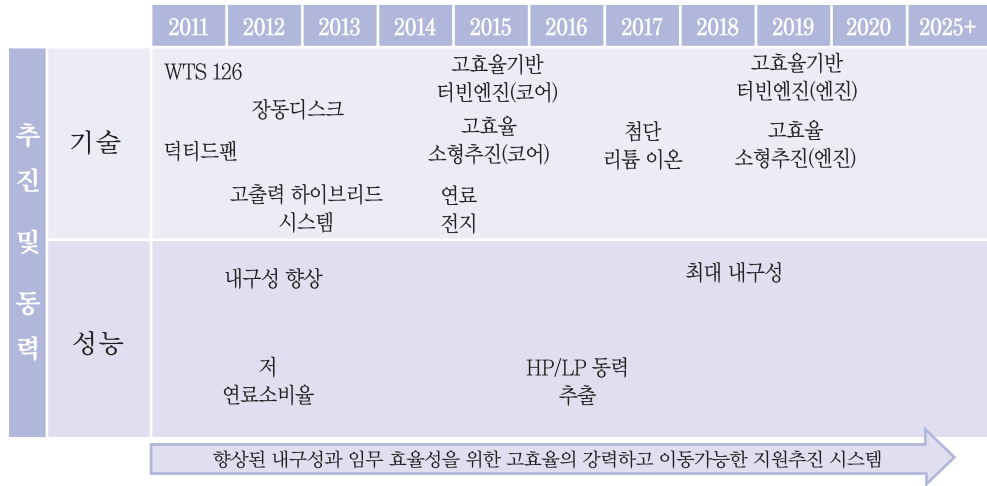 2011 2012 2013 2014 2015 2016 2017 2018 2019 2020 2025+
추진 및 동력
기술
WTS 126
장동디스크
덕티드팬
고출력 하이브리드
시스템
고효율기반
터빈엔진(코어)
고효율
소형추진(코어)
연료
전지
첨단
리튬 이온
고효율기반
터빈엔진(엔진)
고효율
소형추진(엔진)
성능
내구성 향상
최대 내구성
저
연료소비율
HP/LP 동력
추출
향상된 내구성과 임무 효율성을 위한 고효율의 강력하고 이동가능한 지원추진 시스템